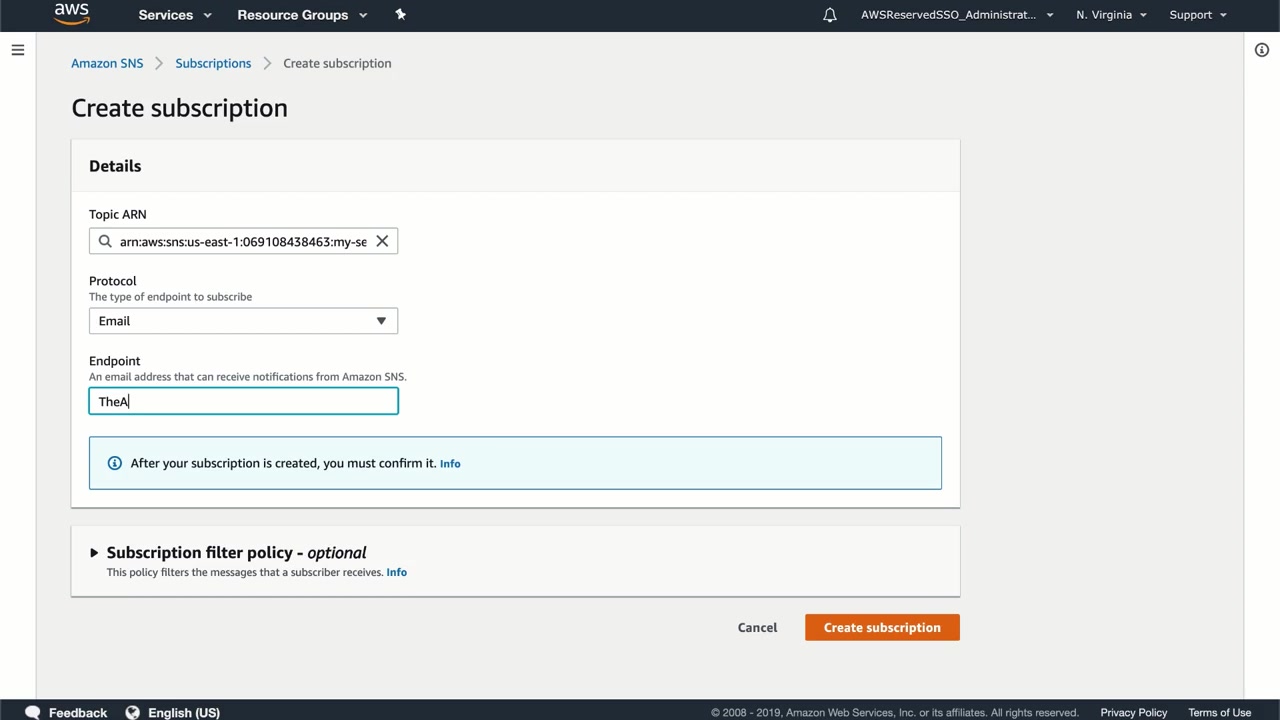 aws
Services
Resource Groups
AWSReservedSSO_Administrat...
N. Virginia
Support
Amazon SNS
Subscriptions
Create subscription
Create subscription
Details
Topic ARN
arn:aws:sns:us-east-1:069108438463:my-se
Protocol
The type of endpoint to subscribe
Email
Endpoint
An email address that can receive notifications from Amazon SNS.
TheA
After your subscription is created, you must confirm it. Info
Subscription filter policy - optional
This policy filters the messages that a subscriber receives. Info
Cancel
Create subscription
Feedback
English (US)
© 2008 - 2019, Amazon Web Services, Inc. or its affiliates. All rights reserved.
Privacy Policy
Terms of Use